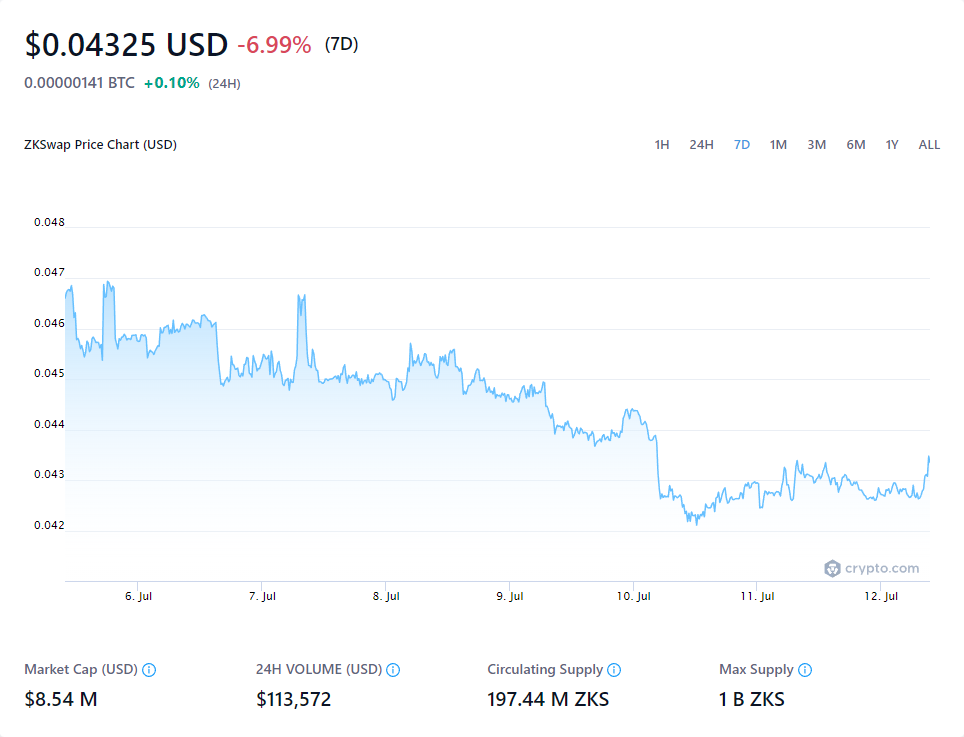 $0.04325 USD -6.99% (7D)
0.00000141 BTC +0.10% (24H)
ZKSwap Price Chart (USD) 1H 24H 7D 1M 3M 6M 1Y ALL
0.048
0.047
0.046
0.045
0.044
0.043
0.042
crypto.com
6. Jul 7. Jul 8. Jul 9. Jul 10. Jul 11. Jul 12. Jul
Market Cap (USD) 24H VOLUME (USD) Circulating Supply Max Supply
$8.54 M $113,572 197.44 M ZKS 1 B ZKS